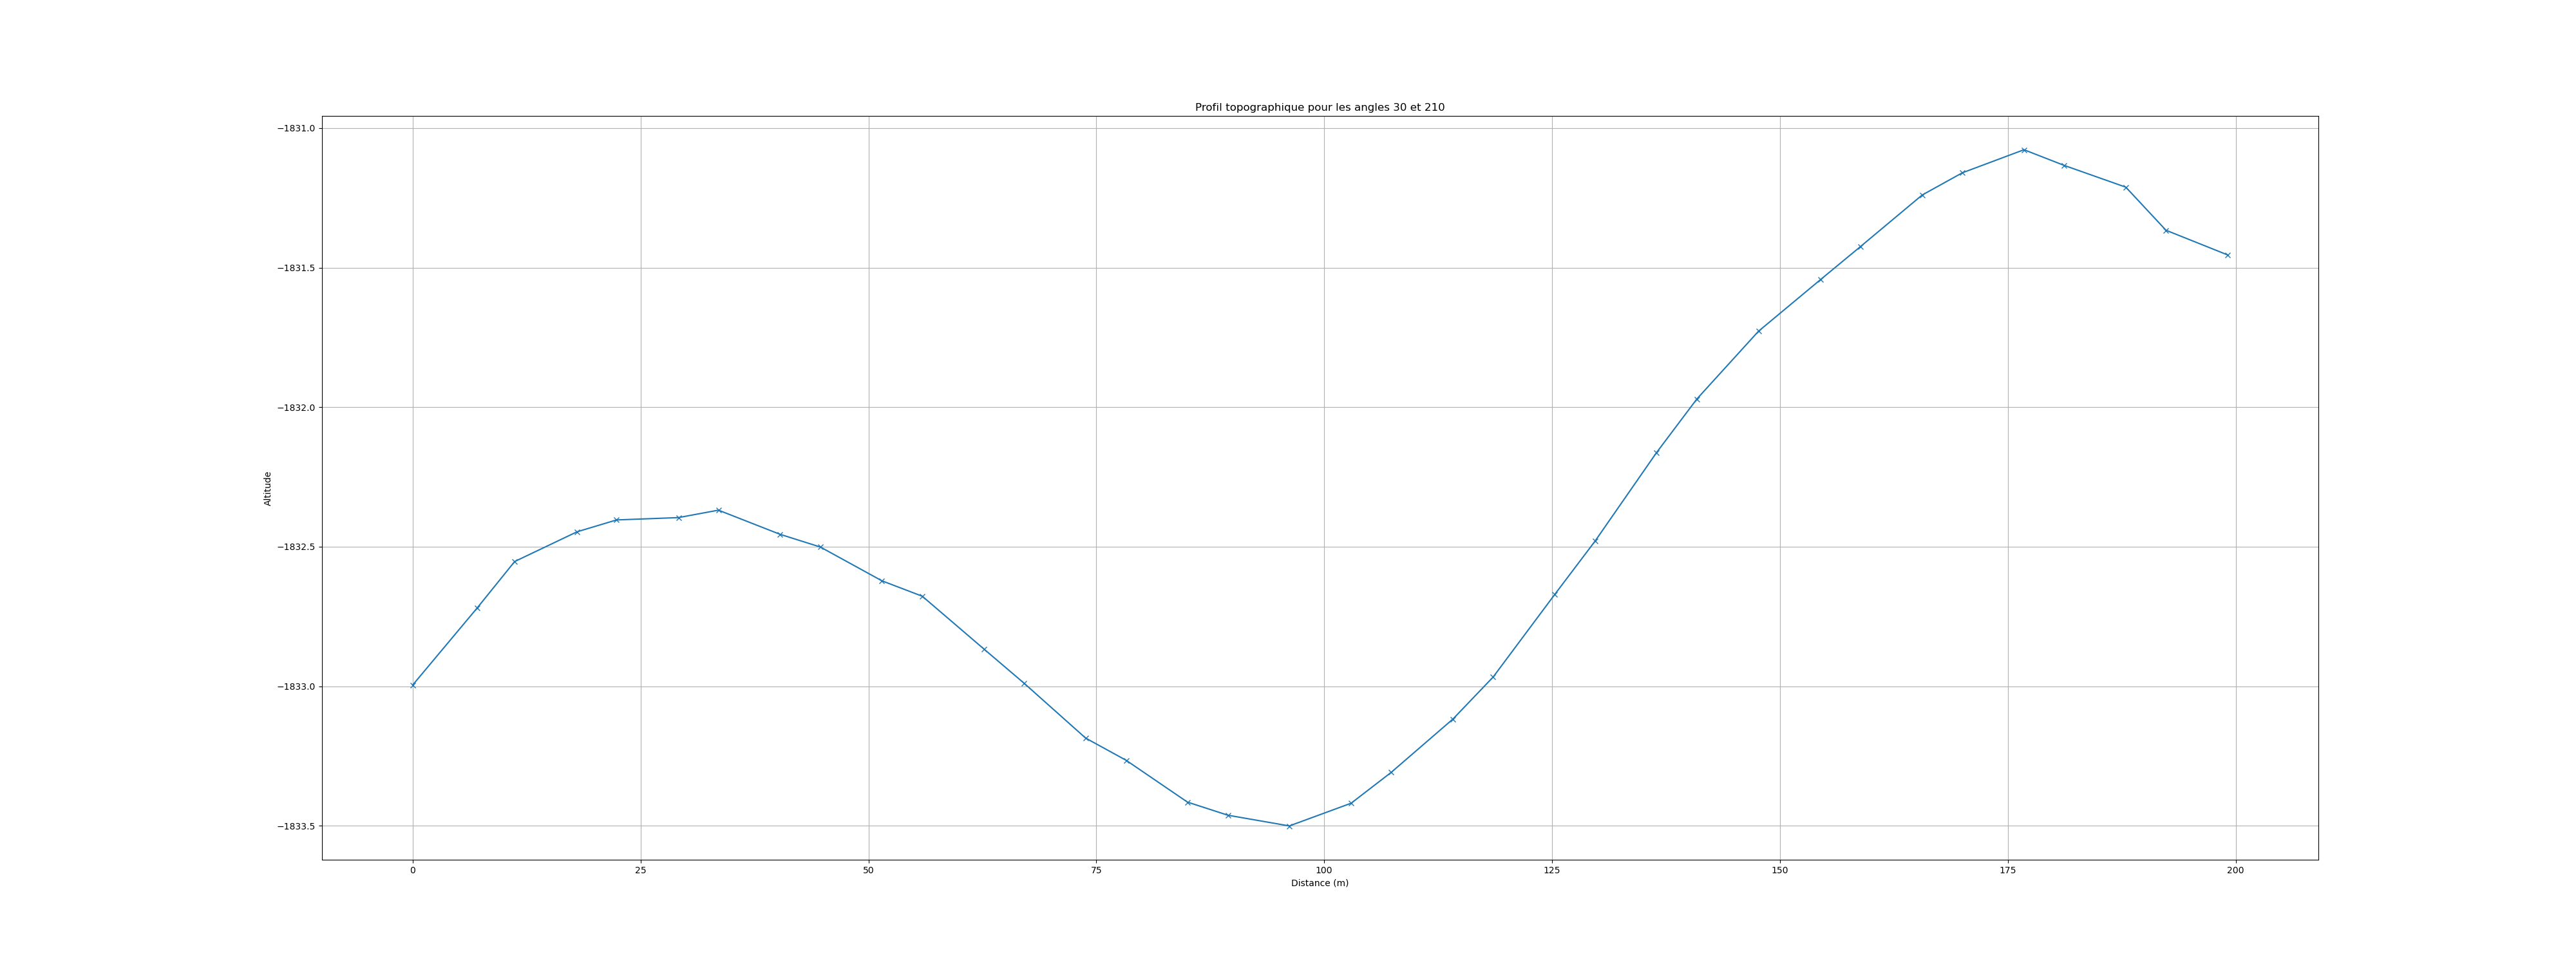 Profil topographique pour les angles 30 et 210
−1831.0
−1831.5
−1832.0
−1832.5
−1833.0
−1833.5
Altitude
0 25 50 75 100 125 150 175 200
Distance (m)